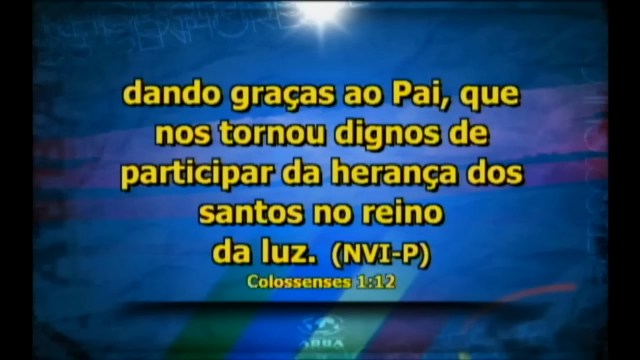 dando graças ao Pai, que
nos tornou dignos de
participar da herança dos
santos no reino
da luz. (NVI-P)
Colossenses 1:12
ABBA